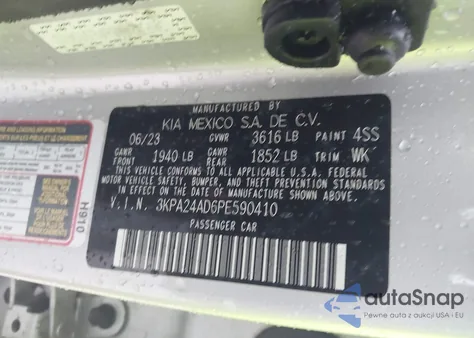 MANUFACTURED BY
KIA MEXICO S.A. DE C.V.
06/23 GVWR 3616 LB PAINT 4SS
GAWR FRONT 1940 LB GAWR REAR 1852 LB TRIM WK
THIS VEHICLE CONFORMS TO ALL APPLICABLE U.S.A. FEDERAL
MOTOR VEHICLE SAFETY, BUMPER, AND THEFT PREVENTION
STANDARDS IN EFFECT ON THE DATE OF MANUFACTURE SHOWN ABOVE.
V.I.N. 3KPA24AD6PE590410
PASSENGER CAR
H910
autoSnap
Pewne auta z aukcji USA i EU